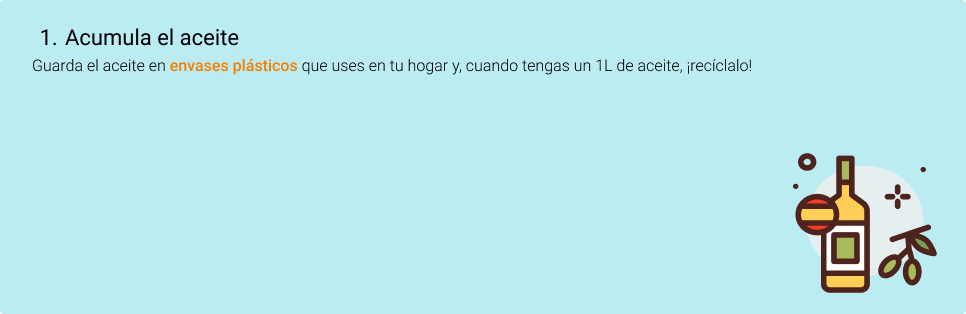 1. Acumula el aceite
Guarda el aceite en envases plásticos que uses en tu hogar y, cuando tengas un 1L de aceite, ¡recíclalo!